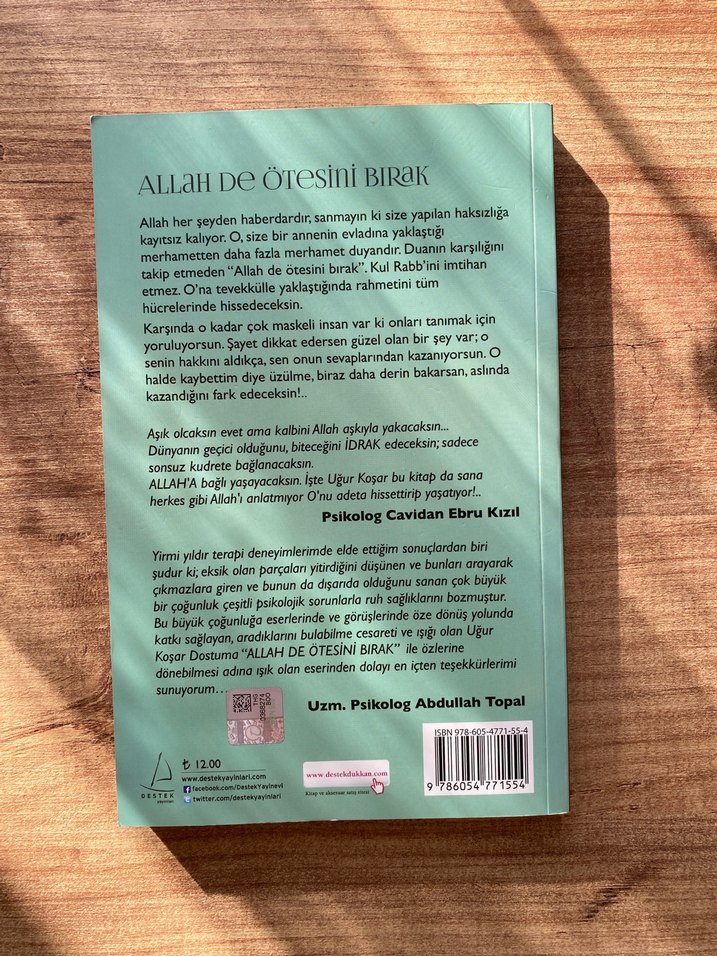 ALLAH DE ÖTESİNİ BIRAK
Allah her şeyden haberdardır, sanmayın ki size yapılan haksızlığa
kayıtsız kalıyor. O, size bir annenin evladına yaklaştığı
merhametten daha fazla merhamet duyandır. Duanın karşılığını
takip etmeden “Allah de ötesini bırak”. Kul Rabb’ini imtihan
etmez. O’na tevekkülle yaklaştığında rahmetini tüm
hücrelerinde hissedeceksin.
Karşında o kadar çok maskeli insan var ki onları tanımak için
yoruluyorsun. Şayet dikkat edersen güzel olan bir şey var; o
senin hakkını aldıkça, sen onun sevaplarından kazanıyorsun. O
halde kaybettim diye üzülme, biraz daha derin bakarsan, aslında
kazandığını fark edeceksin!..
Aşık olcaksın evet ama kalbini Allah aşkıyla yakacaksın...
Dünyanın geçici olduğunu, biteceğini İDRAK edeceksin; sadece
sonsuz kudrete bağlanacaksın.
ALLAH'A bağlı yaşayacaksın. İşte Uğur Koşar bu kitap da sana
herkes gibi Allah'ı anlatmıyor O'nu adeta hissettirip yaşatıyor!..
Psikolog Cavidan Ebru Kızıl
Yirmi yıldır terapi deneyimlerimde elde ettiğim sonuçlardan biri
şudur ki; eksik olan parçaları yitirdiğini düşünen ve bunları arayarak
çıkmazlara giren ve bunun da dışarıda olduğunu sanan çok büyük
bir çoğunluk çeşitli psikolojik sorunlarla ruh sağlıklarını bozmuştur.
Bu büyük çoğunluğa eserlerinde ve görüşlerinde öze dönüş yolunda
katkı sağlayan, aradıklarını bulabilme cesareti ve ışığı olan Uğur
Koşar Dostuma “ALLAH DE ÖTESİNİ BIRAK” ile özlerine
dönebilmesi adına ışık olan eserinden dolayı en içten teşekkürlerimi
sunuyorum...
Uzm. Psikolog Abdullah Topal
DESTEK
yayınları
₺ 12.00
www.destekyayinlari.com
facebook.com/DestekYayinevi
twitter.com/destekyayinlari
www.destekdukkan.com
Kitap ve aksesuar satış sitesi
ISBN 978-605-4771-55-4
9 786054 771554